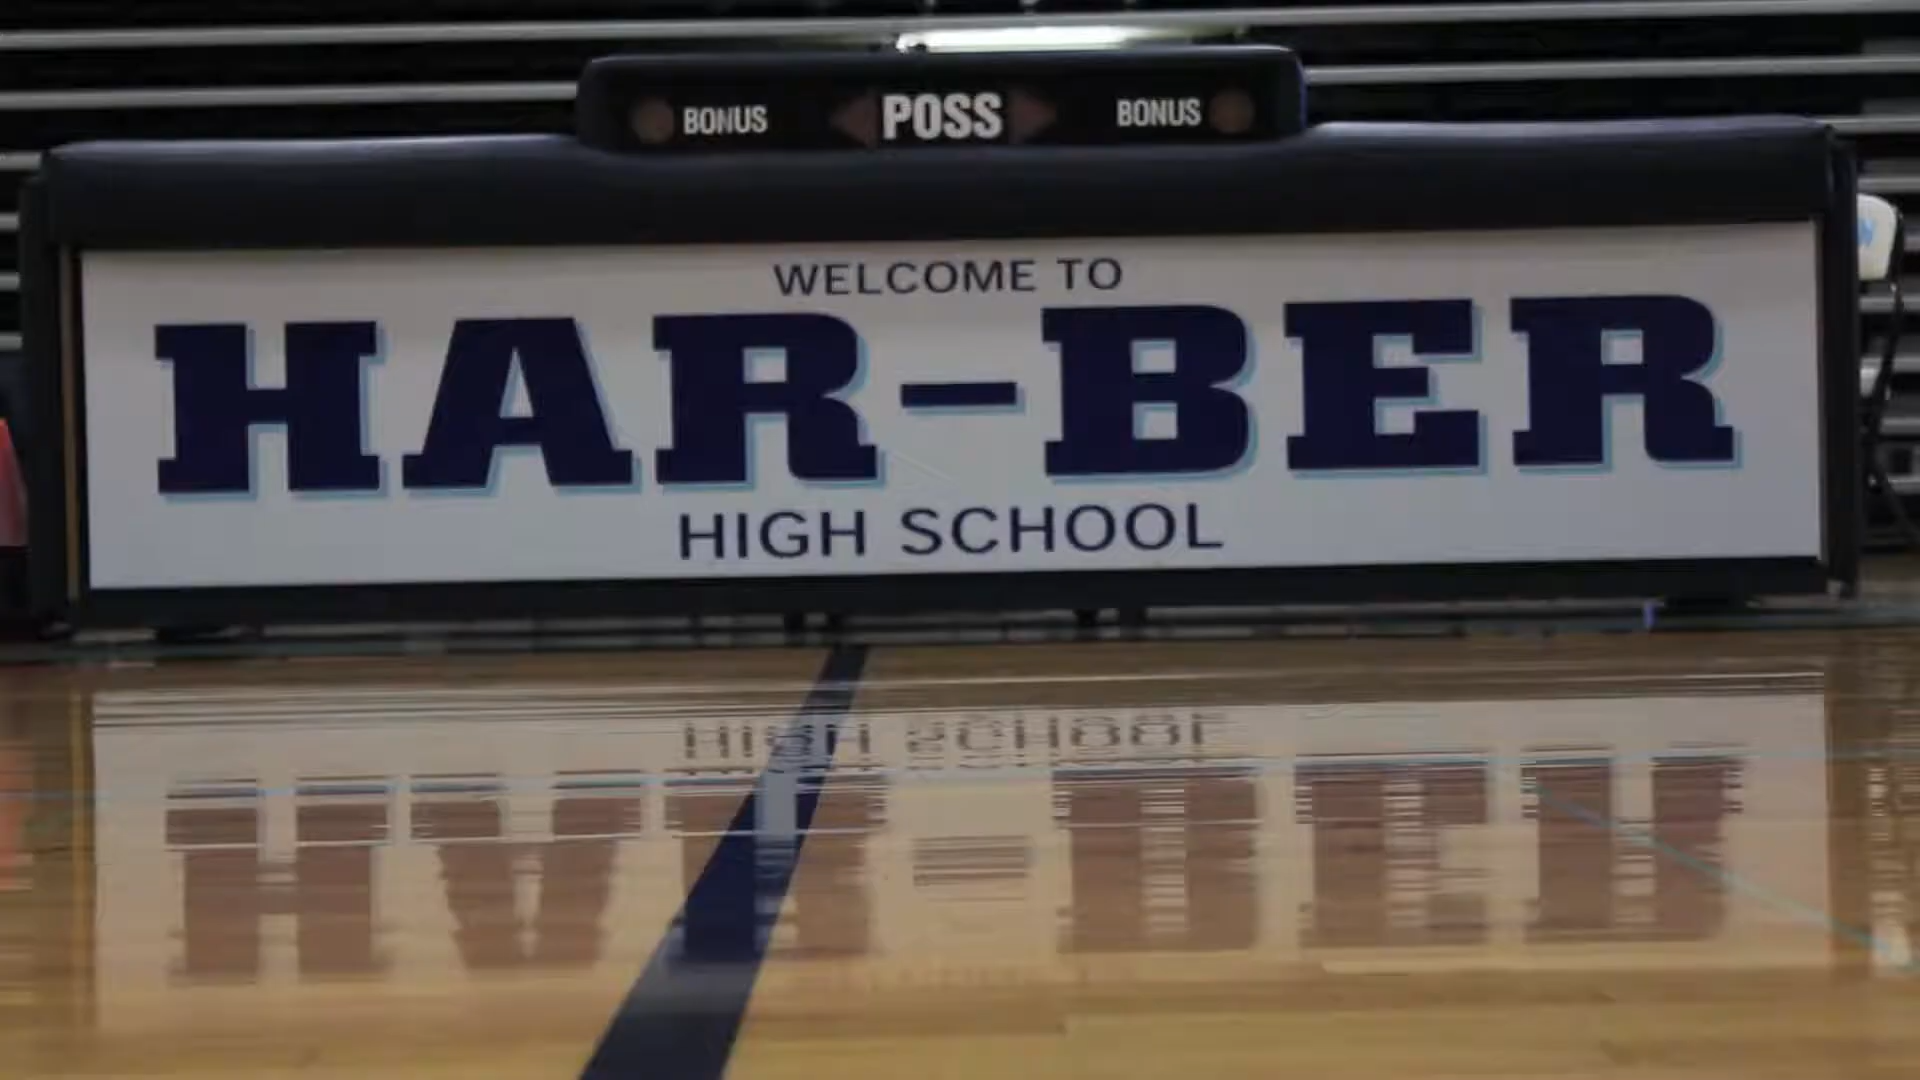 BONUS POSS BONUS
WELCOME TO
HAR-BER
HIGH SCHOOL